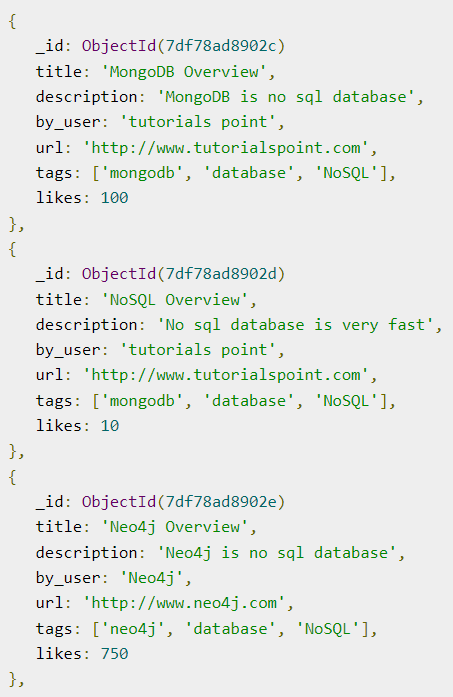 {
_id: ObjectId(7df78ad8902c)
title: 'MongoDB Overview',
description: 'MongoDB is no sql database',
by_user: 'tutorials point',
url: 'http://www.tutorialspoint.com',
tags: ['mongodb', 'database', 'NoSQL'],
likes: 100
},
{
_id: ObjectId(7df78ad8902d)
title: 'NoSQL Overview',
description: 'No sql database is very fast',
by_user: 'tutorials point',
url: 'http://www.tutorialspoint.com',
tags: ['mongodb', 'database', 'NoSQL'],
likes: 10
},
{
_id: ObjectId(7df78ad8902e)
title: 'Neo4j Overview',
description: 'Neo4j is no sql database',
by_user: 'Neo4j',
url: 'http://www.neo4j.com',
tags: ['neo4j', 'database', 'NoSQL'],
likes: 750
},